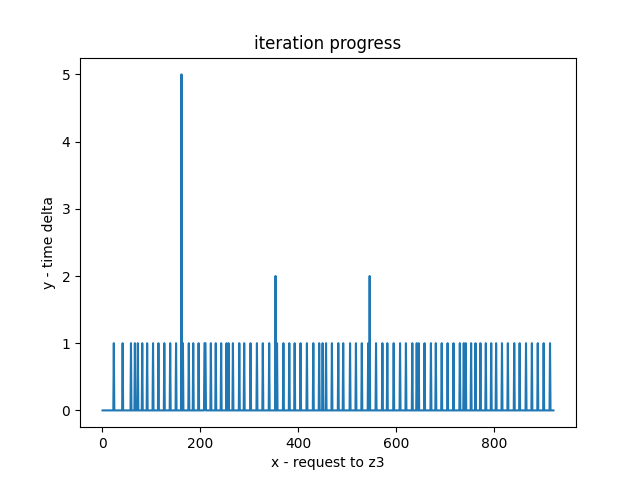 iteration progress
5
4
3
2
1
0
y - time delta
0 200 400 600 800
x - request to z3